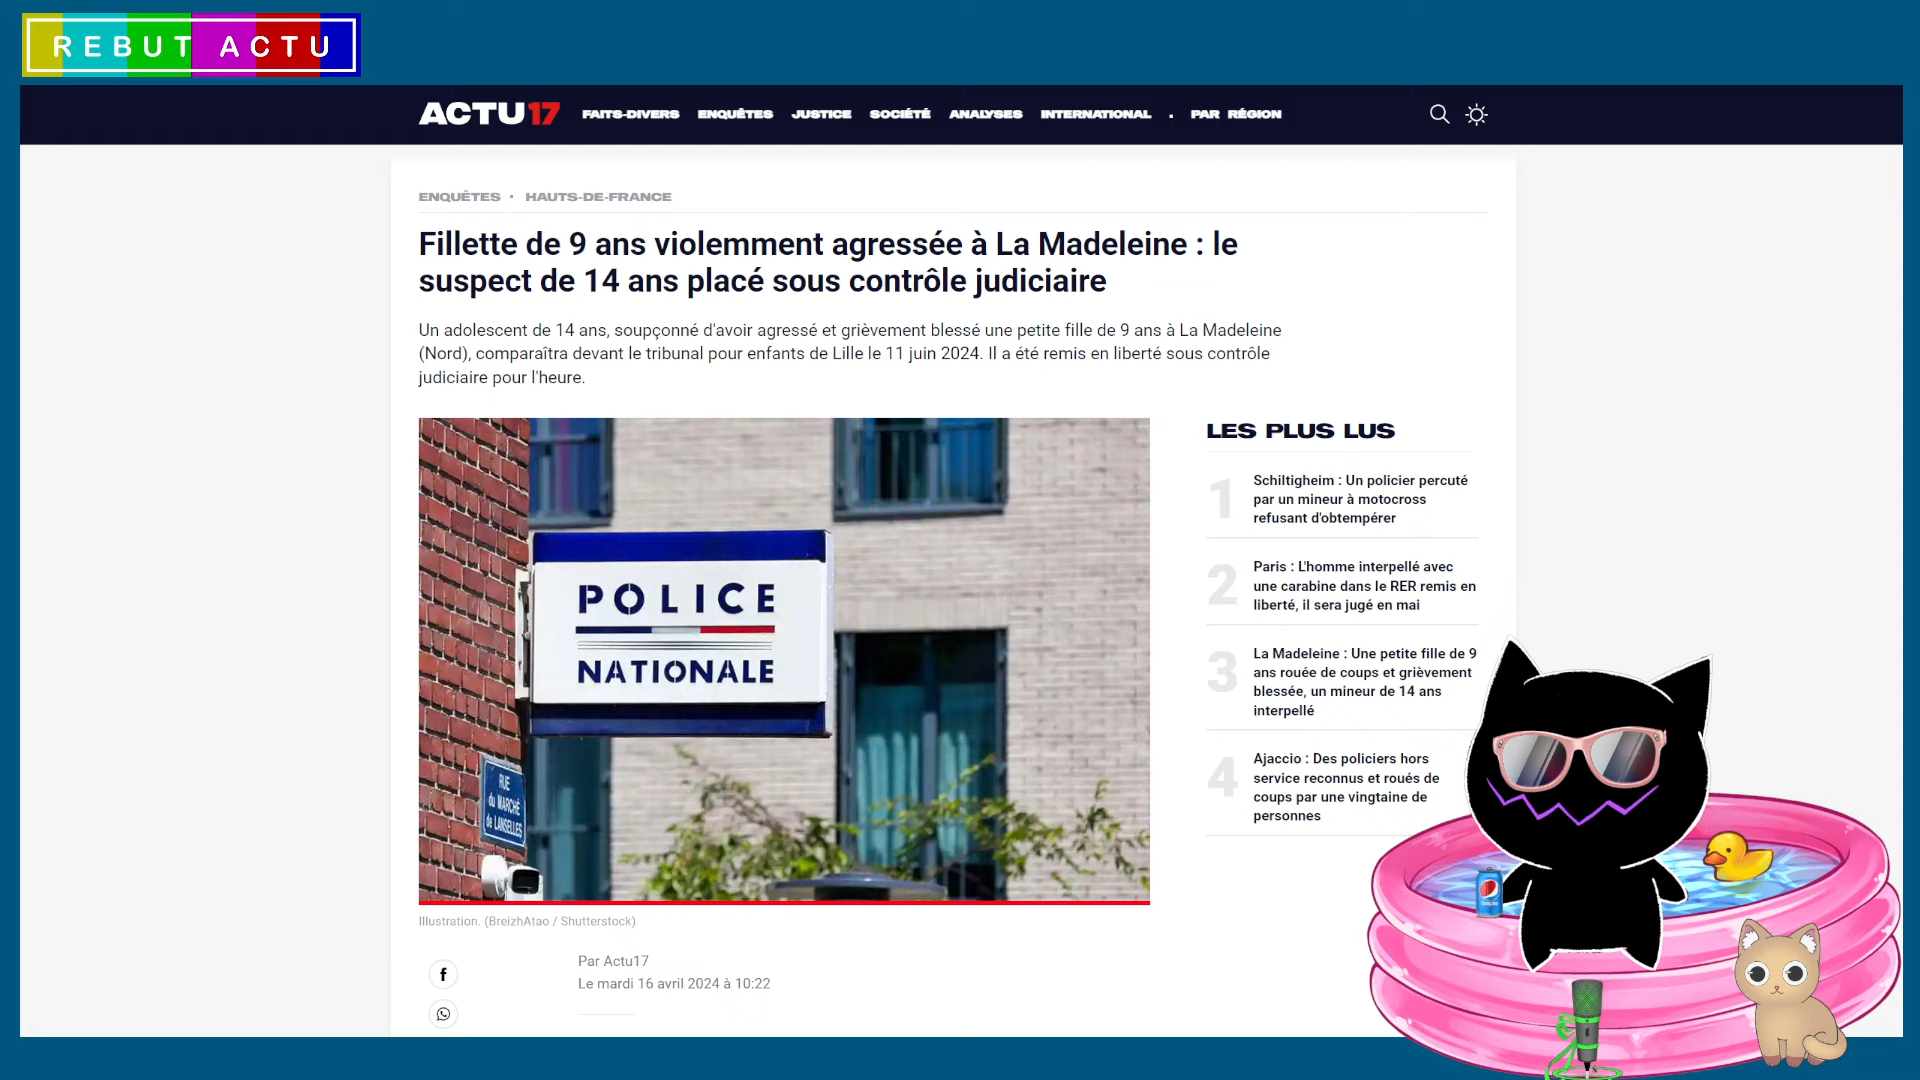 REBUT ACTU
ACTU17 FAITS-DIVERS ENQUÊTES JUSTICE SOCIÉTÉ ANALYSES INTERNATIONAL . PAR RÉGION
ENQUÊTES · HAUTS-DE-FRANCE
Fillette de 9 ans violemment agressée à La Madeleine : le
suspect de 14 ans placé sous contrôle judiciaire
Un adolescent de 14 ans, soupçonné d'avoir agressé et grièvement blessé une petite fille de 9 ans à La Madeleine
(Nord), comparaîtra devant le tribunal pour enfants de Lille le 11 juin 2024. Il a été remis en liberté sous contrôle
judiciaire pour l'heure.
POLICE
NATIONALE
RUE
du MARCHÉ
de LANSELLES
Illustration. (BreizhAtao / Shutterstock)
Par Actu17
Le mardi 16 avril 2024 à 10:22
LES PLUS LUS
1
Schiltigheim : Un policier percuté
par un mineur à motocross
refusant d'obtempérer
2
Paris : L'homme interpellé avec
une carabine dans le RER remis en
liberté, il sera jugé en mai
3
La Madeleine : Une petite fille de 9
ans rouée de coups et grièvement
blessée, un mineur de 14 ans
interpellé
4
Ajaccio : Des policiers hors
service reconnus et roués de
coups par une vingtaine de
personnes